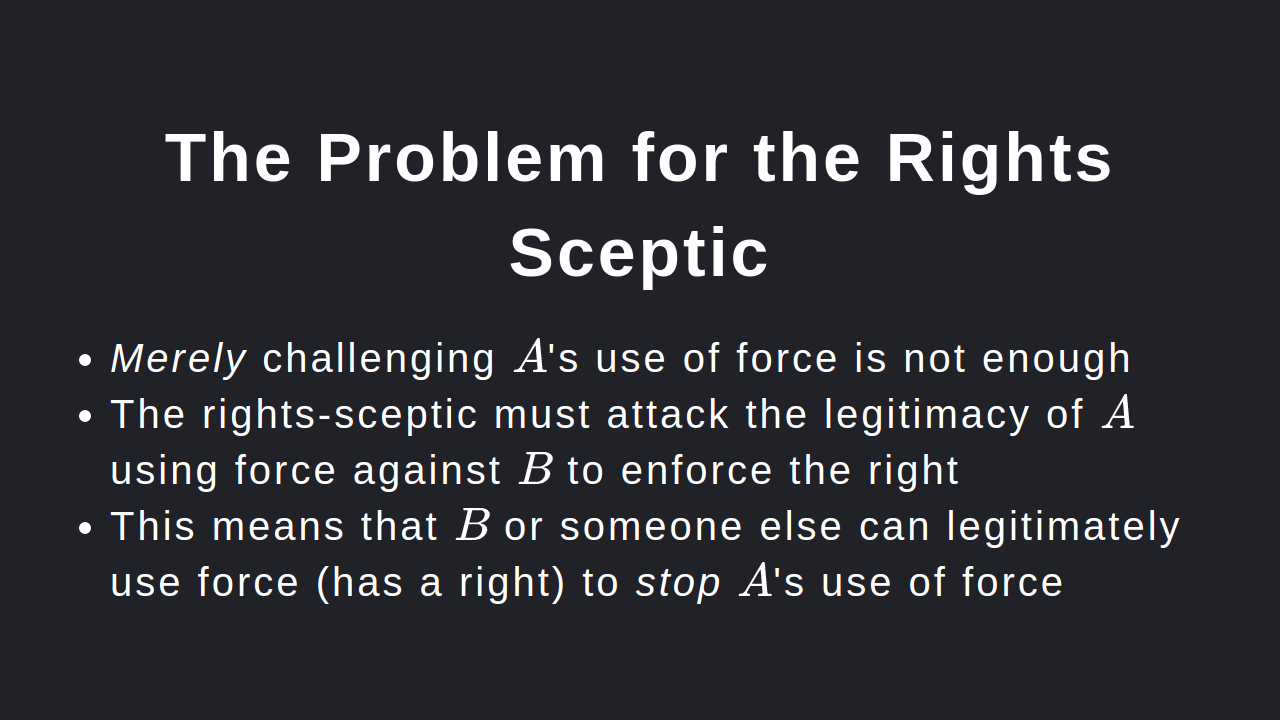 The Problem for the Rights
Sceptic
• Merely challenging A's use of force is not enough
• The rights-sceptic must attack the legitimacy of A
using force against B to enforce the right
• This means that B or someone else can legitimately
use force (has a right) to stop A's use of force